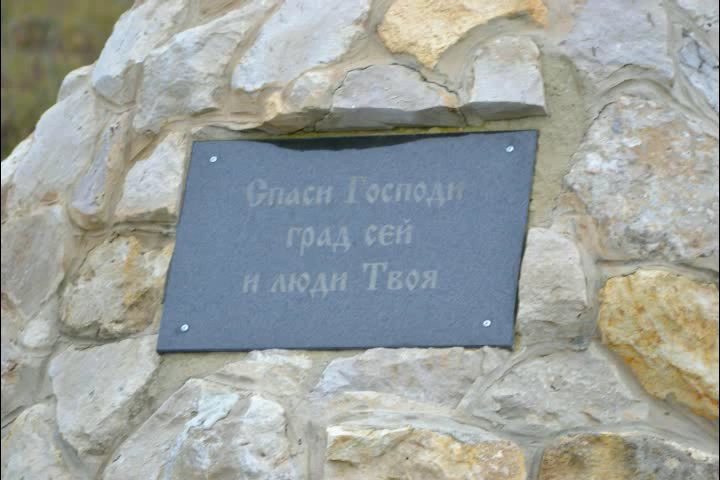 Спаси Господи
град сей
и люди Твоя